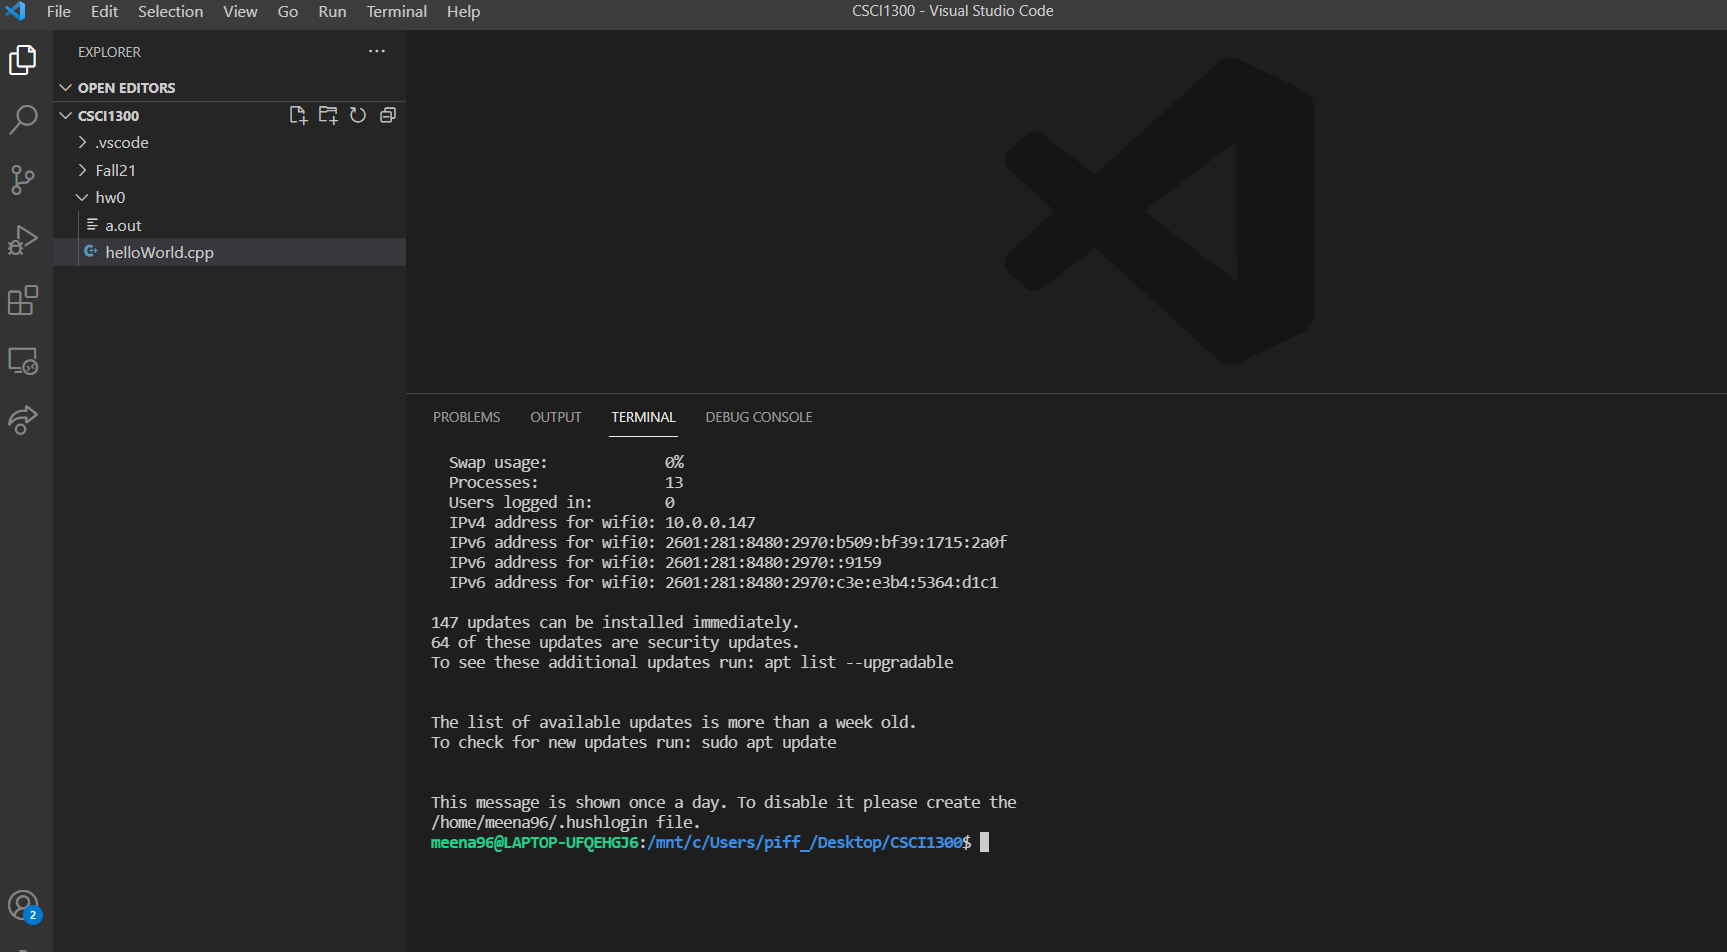 File Edit Selection View Go Run Terminal Help
CSCI1300 - Visual Studio Code
EXPLORER
OPEN EDITORS
CSCI1300
.vscode
Fall21
hw0
a.out
helloWorld.cpp
PROBLEMS OUTPUT TERMINAL DEBUG CONSOLE
Swap usage: 0%
Processes: 13
Users logged in: 0
IPv4 address for wifi0: 10.0.0.147
IPv6 address for wifi0: 2601:281:8480:2970:b509:bf39:1715:2a0f
IPv6 address for wifi0: 2601:281:8480:2970::9159
IPv6 address for wifi0: 2601:281:8480:2970:c3e:e3b4:5364:d1c1
147 updates can be installed immediately.
64 of these updates are security updates.
To see these additional updates run: apt list --upgradable
The list of available updates is more than a week old.
To check for new updates run: sudo apt update
This message is shown once a day. To disable it please create the
/home/meena96/.hushlogin file.
meena96@LAPTOP-UFQEHGJ6:/mnt/c/Users/piff_/Desktop/CSCI1300$
2